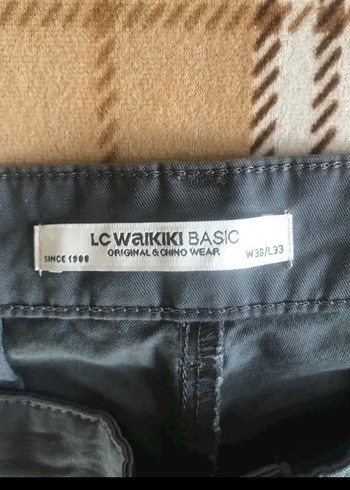 LC WAIKIKI BASIC
ORIGINAL & CHINO WEAR
SINCE 1988
W36/L33